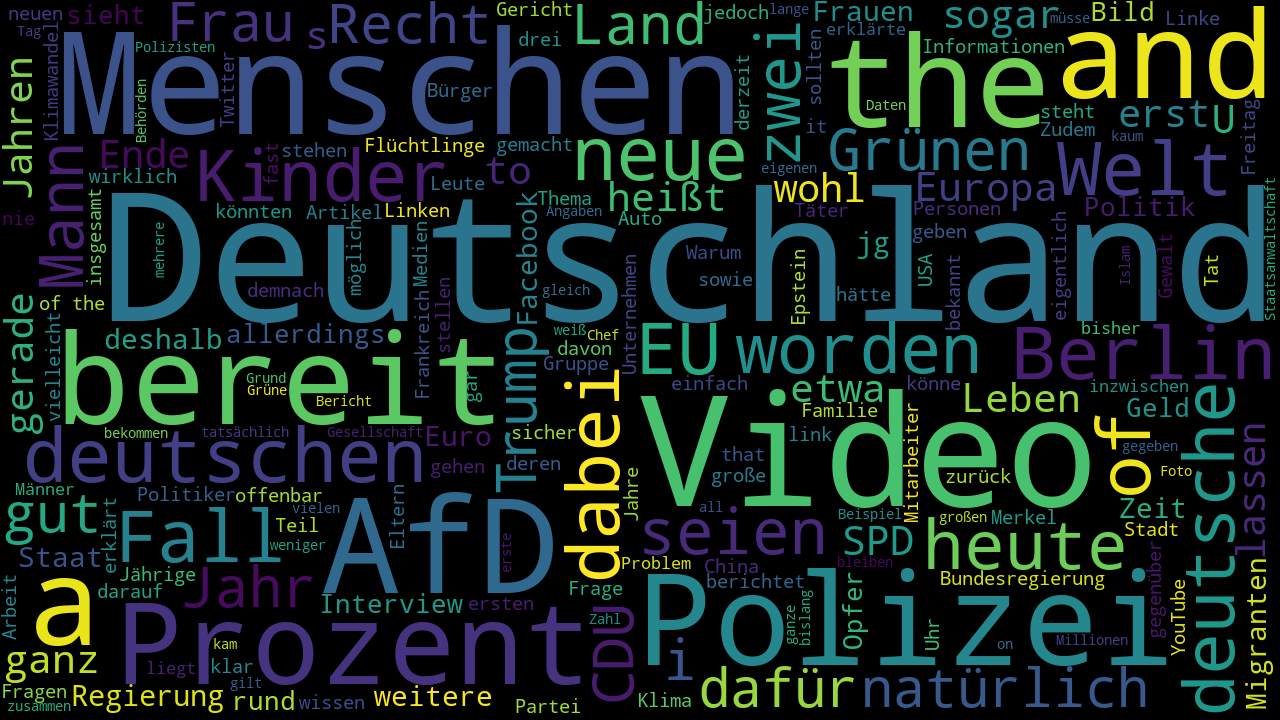 neuen sieht Frau s Recht Gericht Land jedoch lange Frauen sogar müsse Bild Linke
Tag Polizisten drei zwei erklärte Informationen and
Menschen the
Jahren Klimawandel Behörden Twitter Bürger derzeit sollten Daten steht erst U
Zudem kaum Freitag
Ende fast stehen Flüchtlinge gemacht neue it Grünen Welt
Mann wirklich Kinder to Leute heißt eigenen wohl Europa
nie insgesamt könnten Artikel Linken Thema Angaben Auto Täter Personen Politik
Deutschland
mehrere möglich Medien Facebook Warum jg geben eigentlich Islam Gewalt Tat Staatsanwaltschaft
of the demnach gleich Unternehmen sowie Epstein hätte USA bekannt
gerade vielleicht deshalb allerdings Frankreich stellen Trump weiß Chef EU worden bisher Berlin
davon
bereit Grund Grüne Bericht gar Gruppe dabei einfach etwa könne Leben inzwischen
Video Familie Geld deutsche
bekommen tatsächlich Gesellschaft Euro sicher link Mitarbeiter of gegeben
deutschen gehen deren that zurück Foto lassen
Männer Politiker offenbar Eltern Jahre große
gut erklärt Fall vielen AfD erste all Beispiel großen Merkel Zeit
Teil seien SPD heute Stadt
Staat weniger Problem China bleiben
Arbeit Jährige Jahr berichtet Bundesregierung gegenüber YouTube Migranten
a darauf Interview ersten Frage Polizei Opfer
Prozent Zahl CDU ganze bislang Uhr
ganz liegt kam klar i on Millionen
Fragen gilt dafür natürlich
zusammen Regierung rund wissen weitere Partei Klima